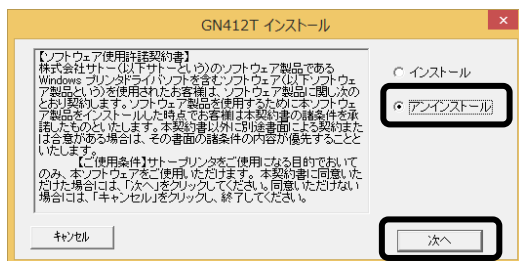 GN412T インストール
×
【ソフトウェア使用許諾契約書】
株式会社サトー(以下サトーという)のソフトウェア製品である
Windows プリンタドライバソフトを含むソフトウェア(以下ソフトウェ
ア製品という)を使用されたお客様は、ソフトウェア製品に関し次の
とおり契約します。ソフトウェア製品を使用するために本ソフトウェ
ア製品をインストールした時点でお客様は本契約書の諸条件を承
諾したものといたします。本契約書以外に別途書面による契約また
は合意がある場合は、その書面の諸条件の内容が優先することと
いたします。
【ご使用条件】サトープリンタをご使用になる目的でおいて
のみ、本ソフトウェアをご使用いただけます。本契約書に同意いた
だけた場合には、「次へ」をクリックしてください。同意いただけない
場合には、「キャンセル」をクリックし、終了してください。
インストール
アンインストール
キャンセル
次へ